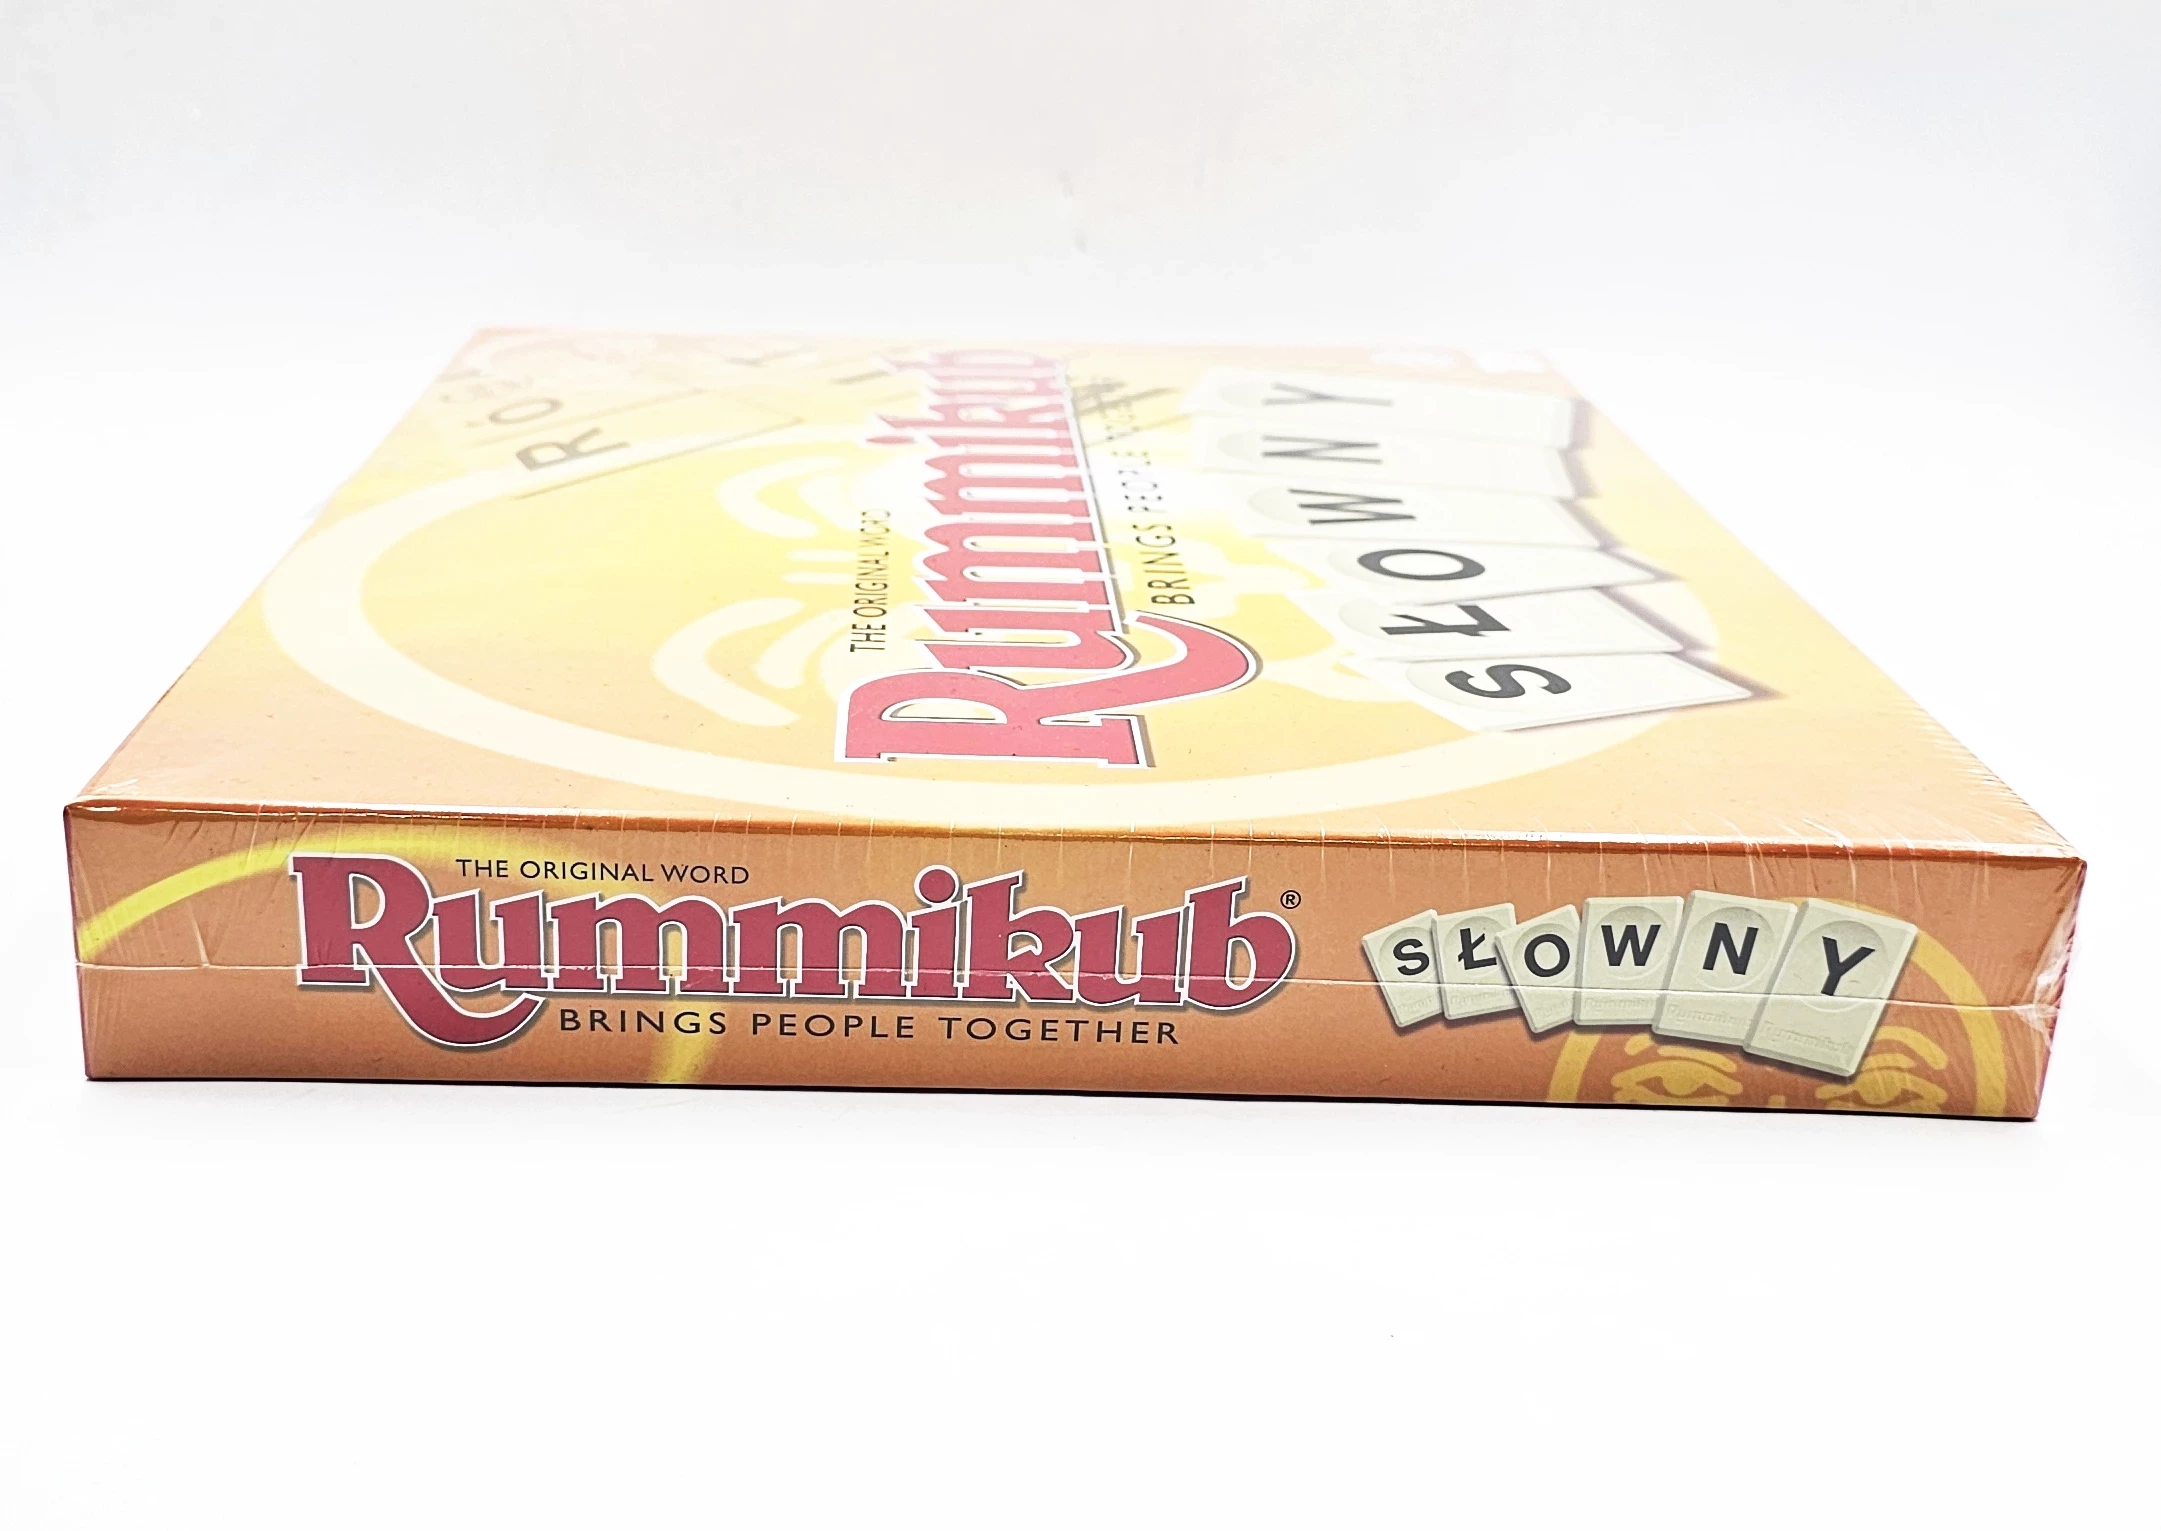 R
THE ORIGINAL WORD
Rummikub
BRINGS PEOPLE TOGETHER
SŁOWNY
THE ORIGINAL WORD
Rummikub®
BRINGS PEOPLE TOGETHER
SŁOWNY